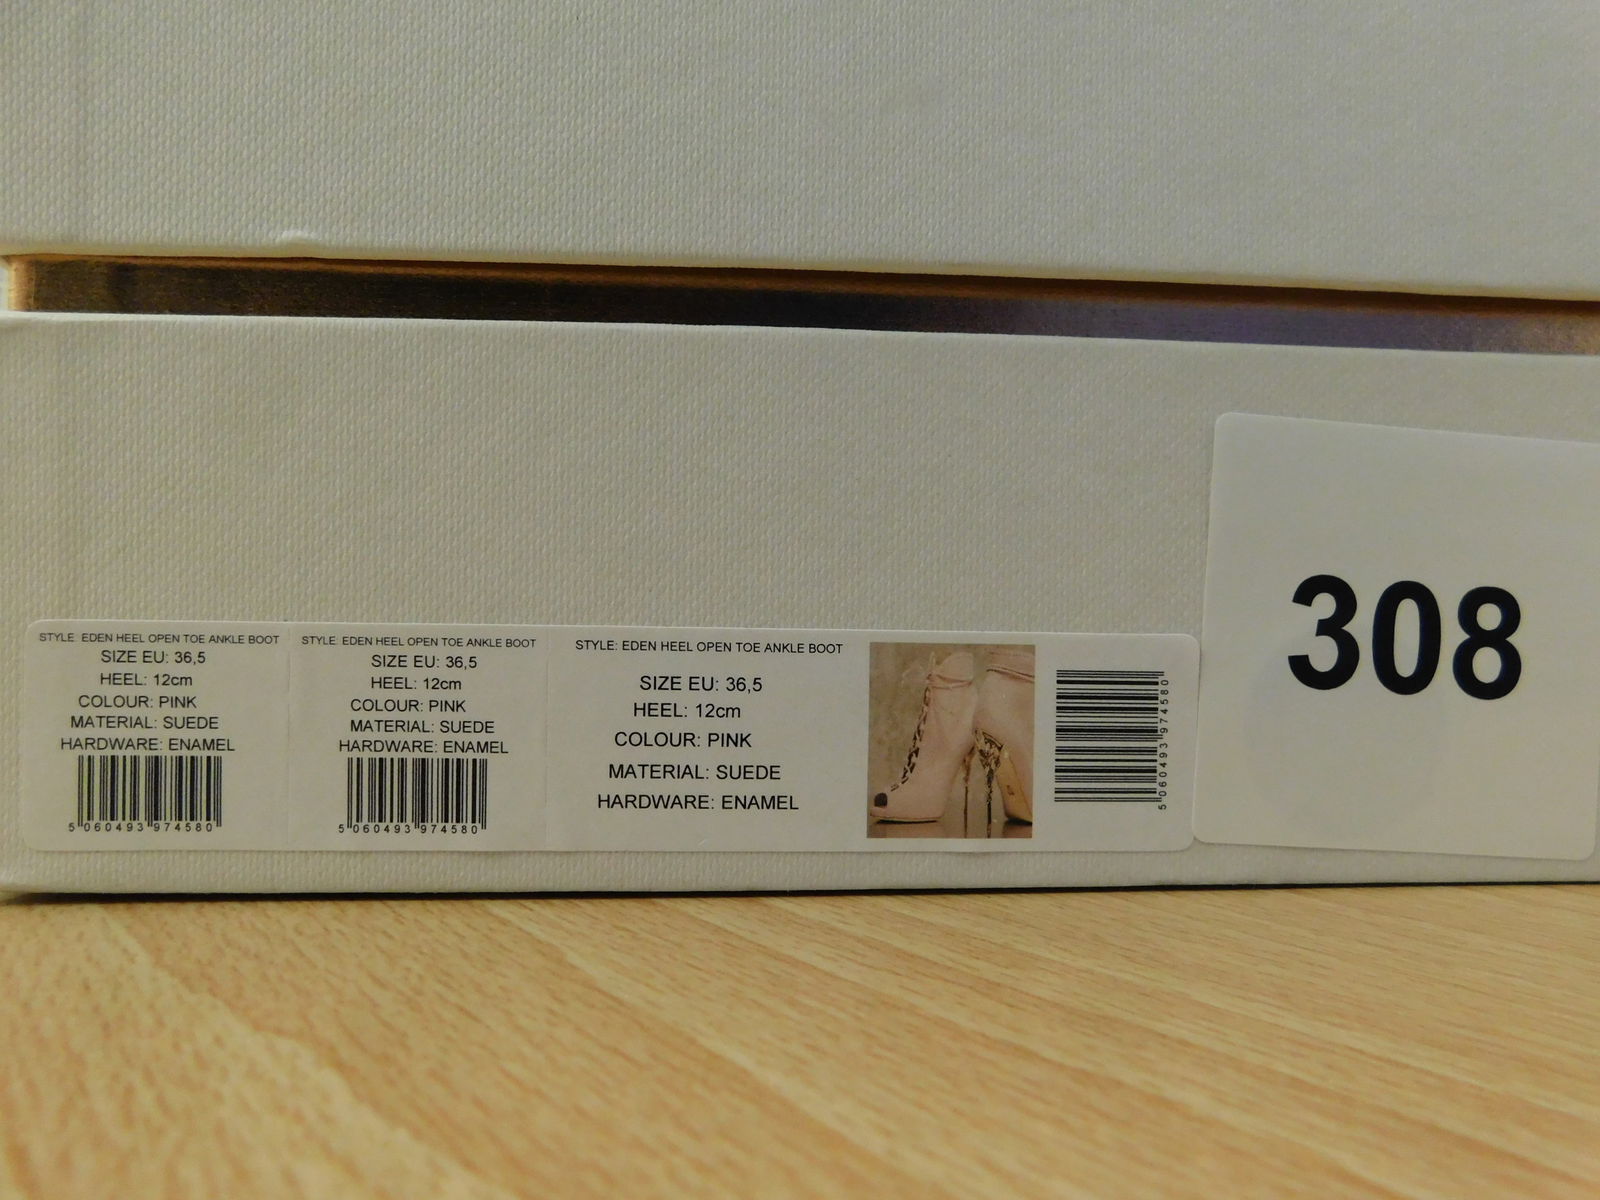 STYLE: EDEN HEEL OPEN TOE ANKLE BOOT
SIZE EU: 36,5
HEEL: 12cm
COLOUR: PINK
MATERIAL: SUEDE
HARDWARE: ENAMEL
5 060493 974580
STYLE: EDEN HEEL OPEN TOE ANKLE BOOT
SIZE EU: 36,5
HEEL: 12cm
COLOUR: PINK
MATERIAL: SUEDE
HARDWARE: ENAMEL
5 060493 974580
STYLE: EDEN HEEL OPEN TOE ANKLE BOOT
SIZE EU: 36,5
HEEL: 12cm
COLOUR: PINK
MATERIAL: SUEDE
HARDWARE: ENAMEL
5 060493 974580
308